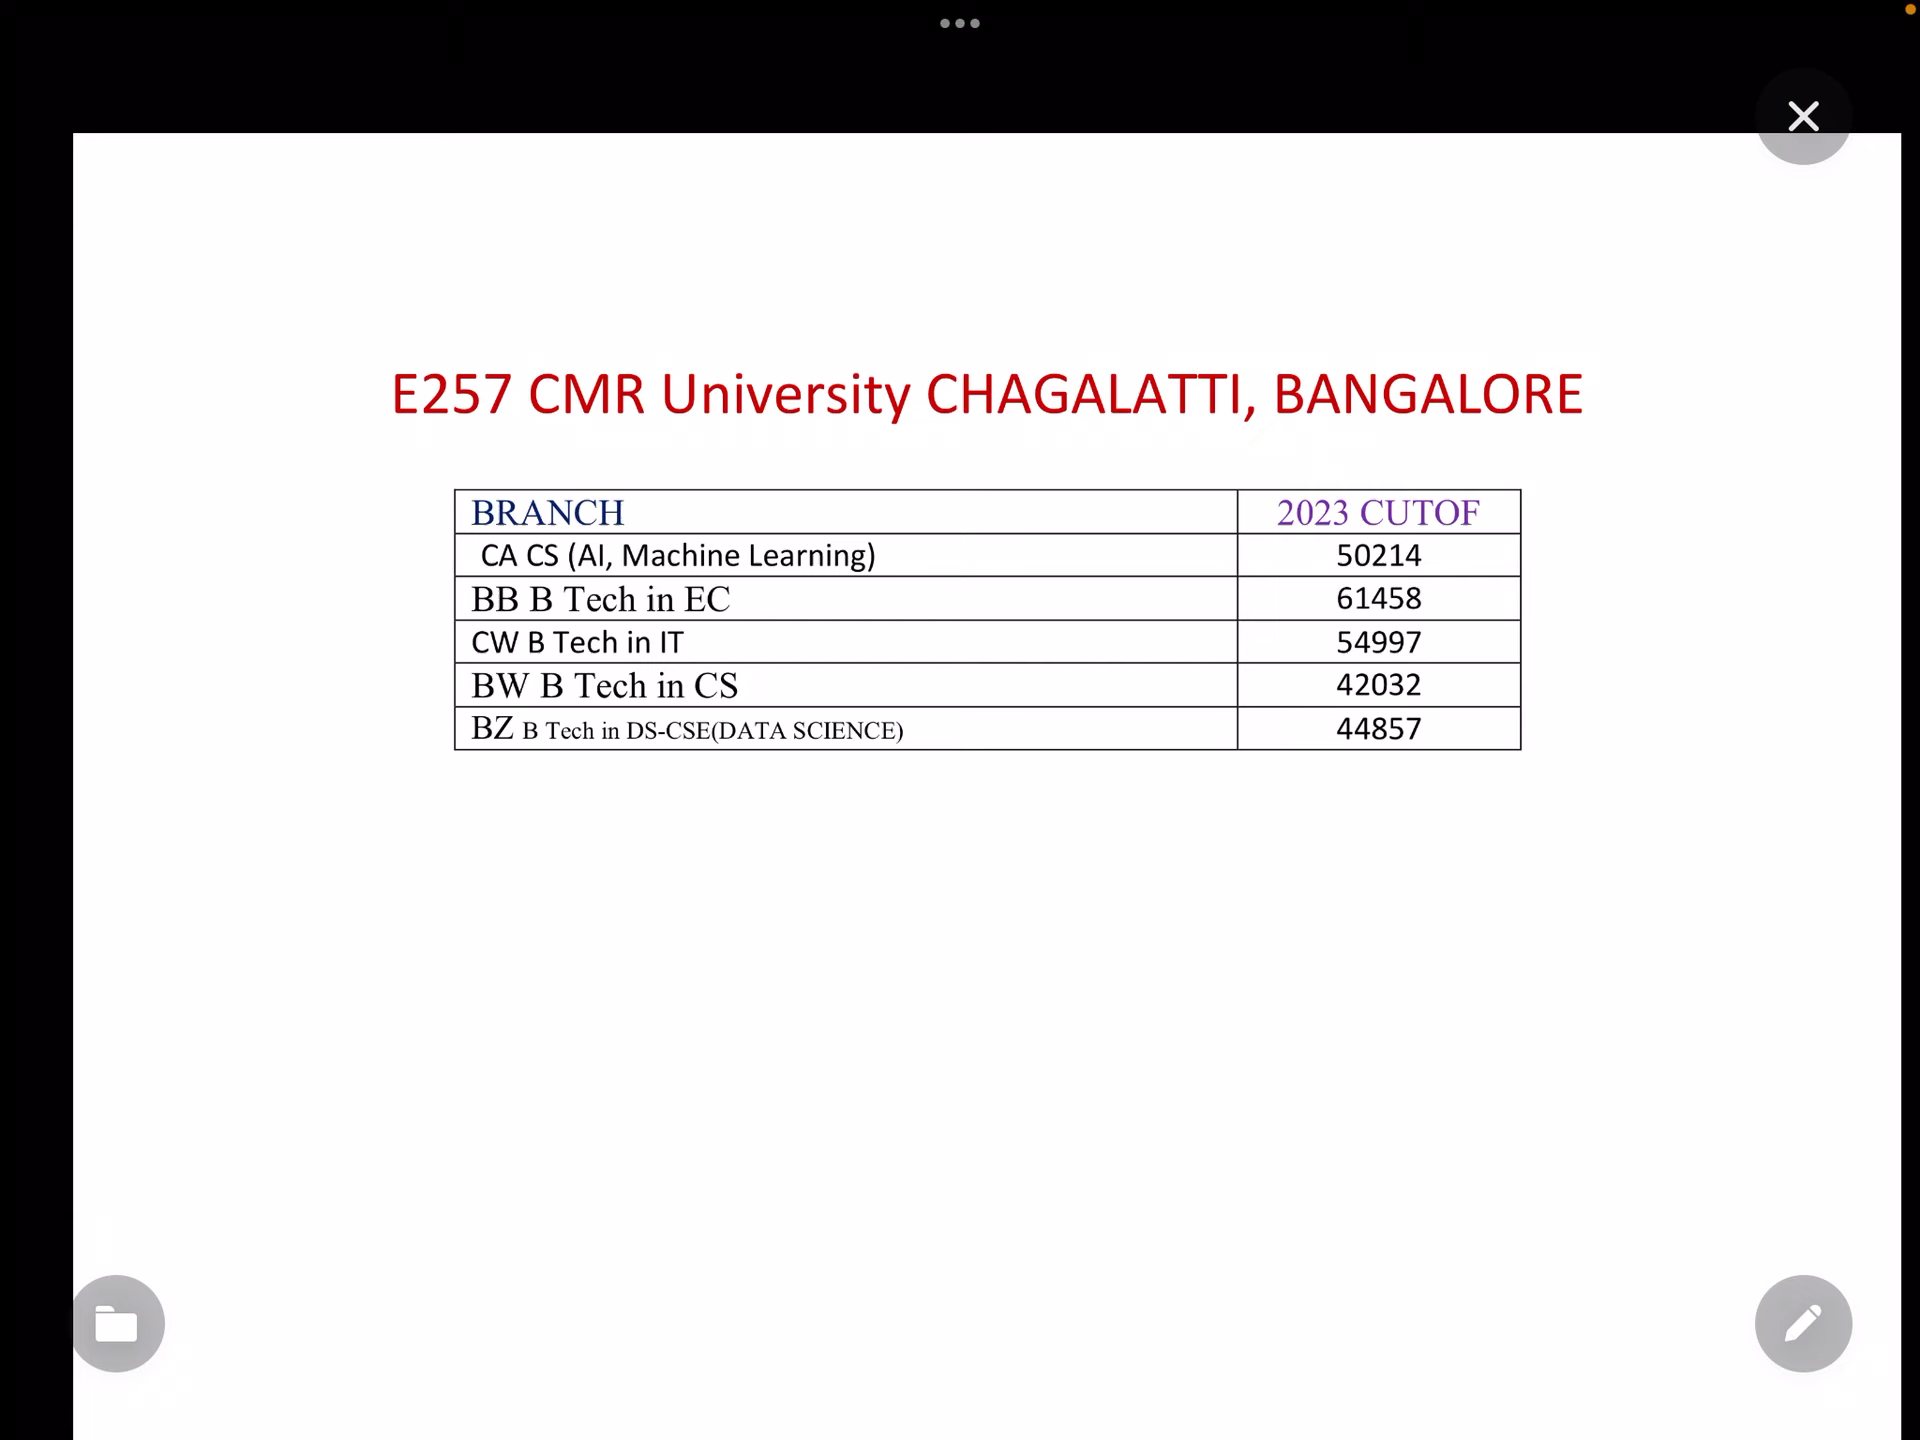 E257 CMR University CHAGALATTI, BANGALORE
BRANCH 2023 CUTOF
CA CS (AI, Machine Learning) 50214
BB B Tech in EC 61458
CW B Tech in IT 54997
BW B Tech in CS 42032
BZ B Tech in DS-CSE(DATA SCIENCE) 44857